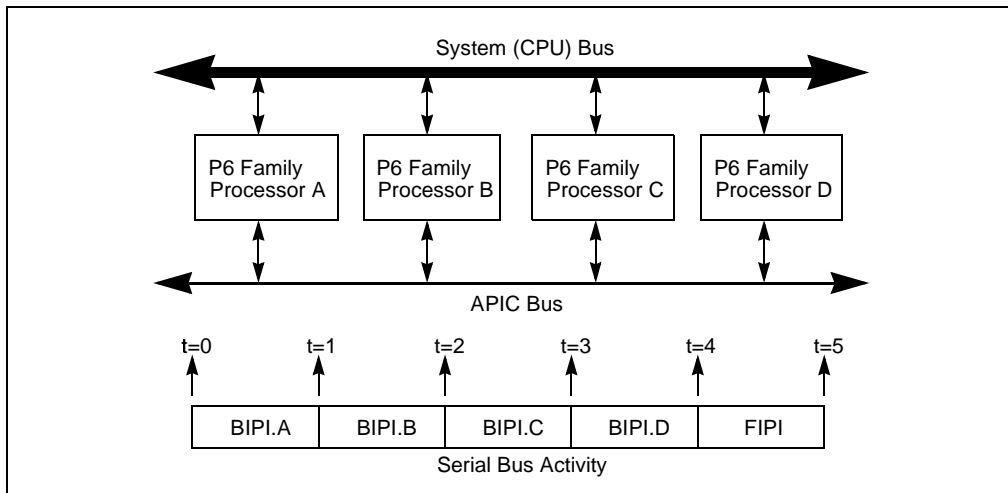 System (CPU) Bus
P6 Family
Processor A
P6 Family
Processor B
P6 Family
Processor C
P6 Family
Processor D
APIC Bus
t=0 t=1 t=2 t=3 t=4 t=5
BIPI.A BIPI.B BIPI.C BIPI.D FIPI
Serial Bus Activity